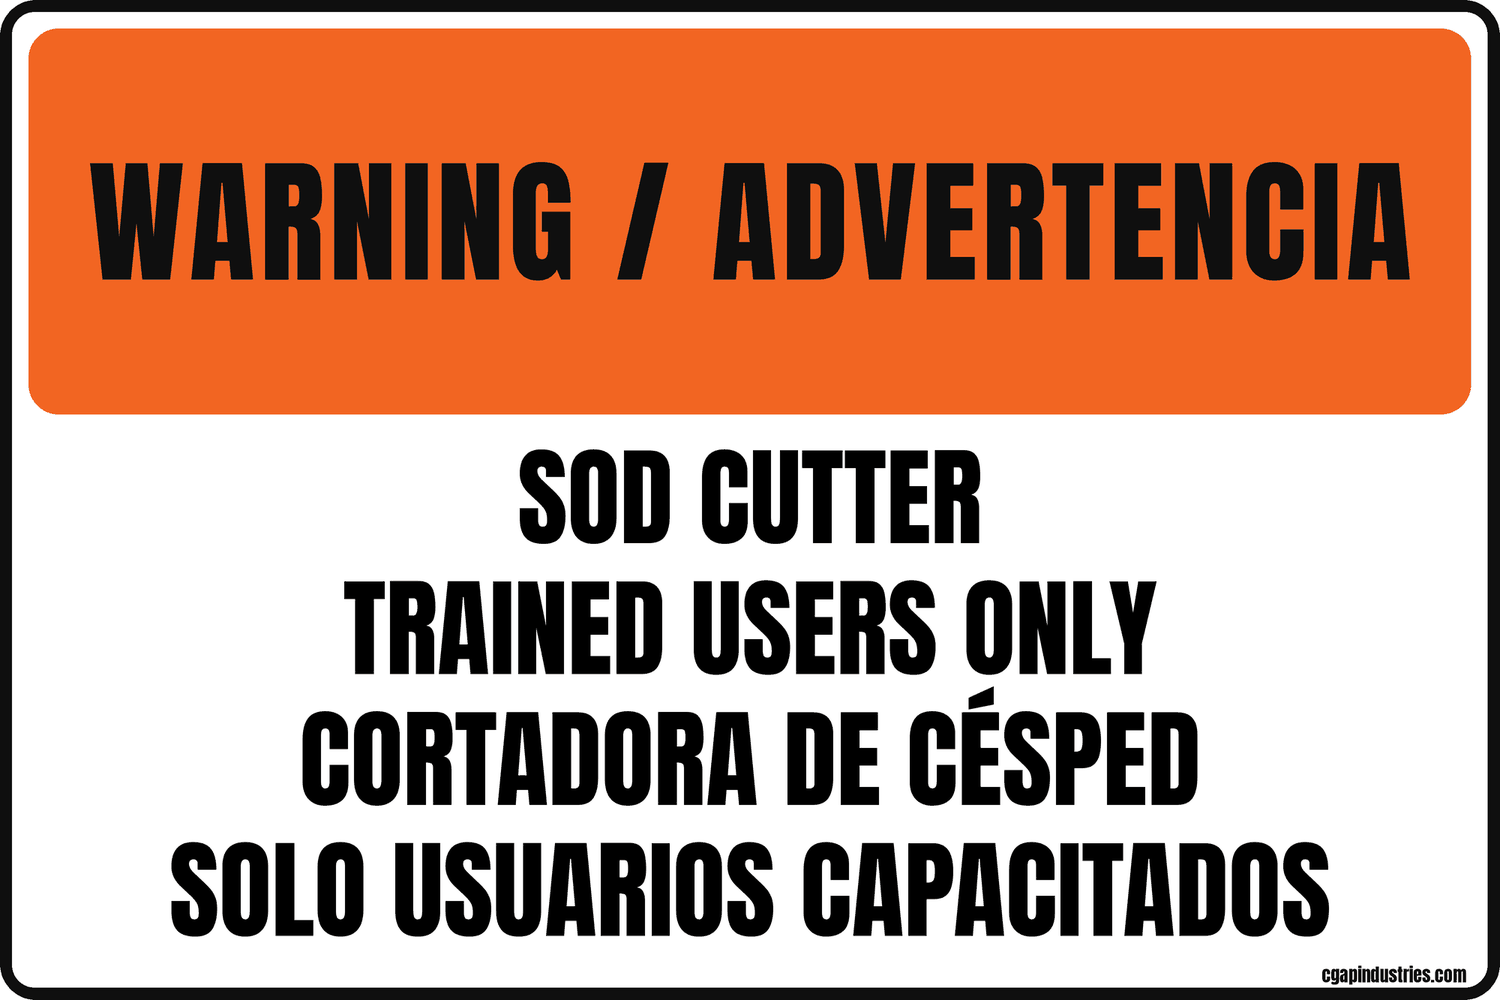 WARNING / ADVERTENCIA
SOD CUTTER
TRAINED USERS ONLY
CORTADORA DE CÉSPED
SOLO USUARIOS CAPACITADOS
cgapindustries.com